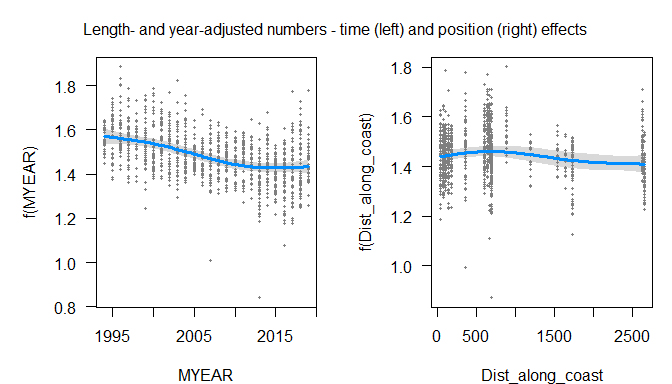 Length- and year-adjusted numbers - time (left) and position (right) effects
f(MYEAR)
1.8
1.6
1.4
1.2
1.0
0.8
1995 2005 2015
MYEAR
f(Dist_along_coast)
1.8
1.6
1.4
1.2
1.0
0 500 1500 2500
Dist_along_coast